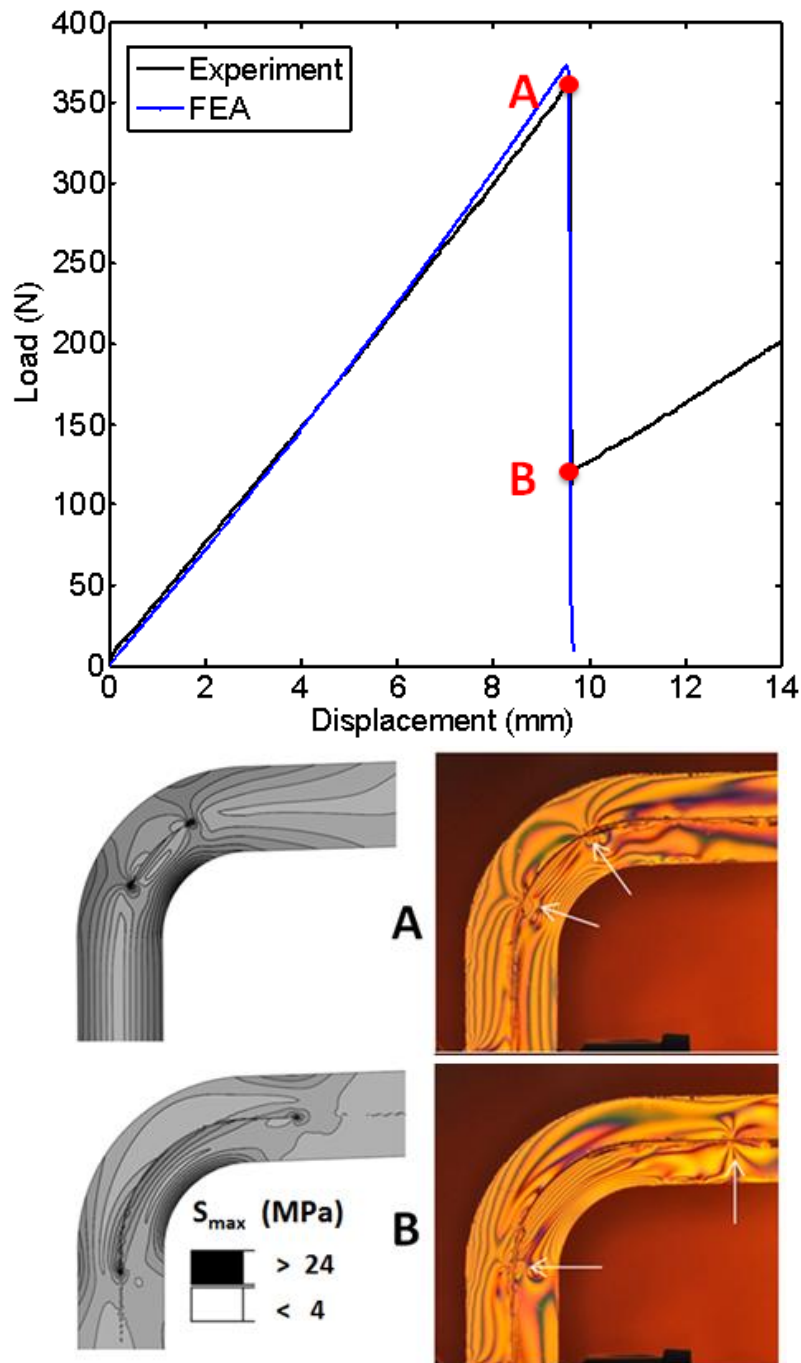 400
350
300
250
200
150
100
50
0
Load (N)
Experiment
FEA
A
B
0 2 4 6 8 10 12 14
Displacement (mm)
A
B
Smax (MPa)
> 24
< 4